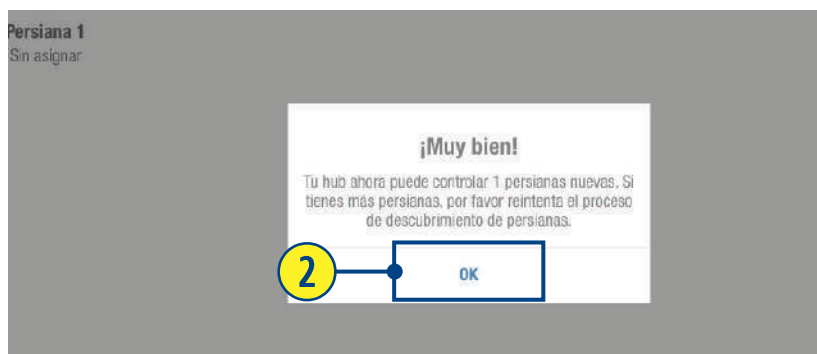 Persiana 1
Sin asignar
¡Muy bien!
Tu hub ahora puede controlar 1 persianas nuevas. Si
tienes más persianas, por favor reintenta el proceso
de descubrimiento de persianas.
2
OK